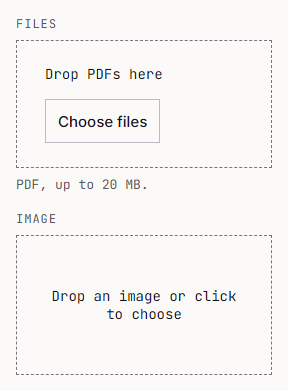 FILES
Drop PDFs here
Choose files
PDF, up to 20 MB.
IMAGE
Drop an image or click
to choose